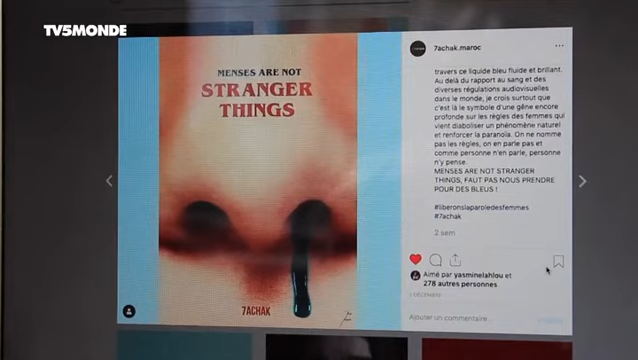 TV5MONDE
MENSES ARE NOT
STRANGER
THINGS
7ACHAK
7achak.maroc
travers ce liquide bleu fluide et brillant.
Au delà du rapport au sang et des
diverses régulations audiovisuelles
dans le monde, je crois surtout que
c'est là le symbole d'une gêne encore
profonde sur les règles des femmes qui
vient diaboliser un phénomène naturel
et renforcer la paranoïa. On ne nomme
pas les règles, on en parle pas et
comme personne n'en parle, personne
n'y pense.
MENSES ARE NOT STRANGER
THINGS, FAUT PAS NOUS PRENDRE
POUR DES BLEUS !
#liberonslaparoledesfemmes
#7achak
2 sem
Aimé par yasminelahlou et
278 autres personnes
DÉCEMBRE
Ajouter un commentaire...